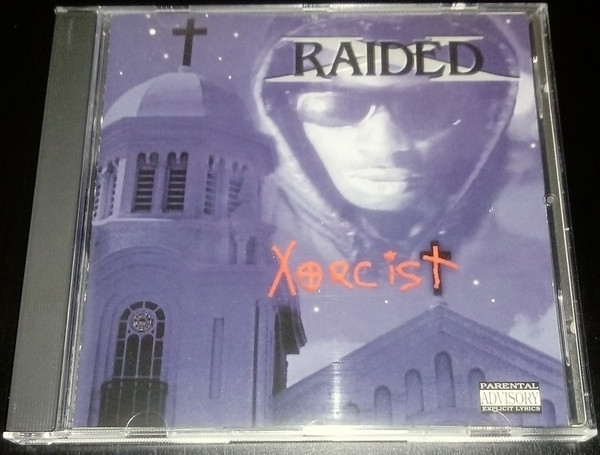 X RAIDED
Xorcist
PARENTAL
ADVISORY
EXPLICIT LYRICS